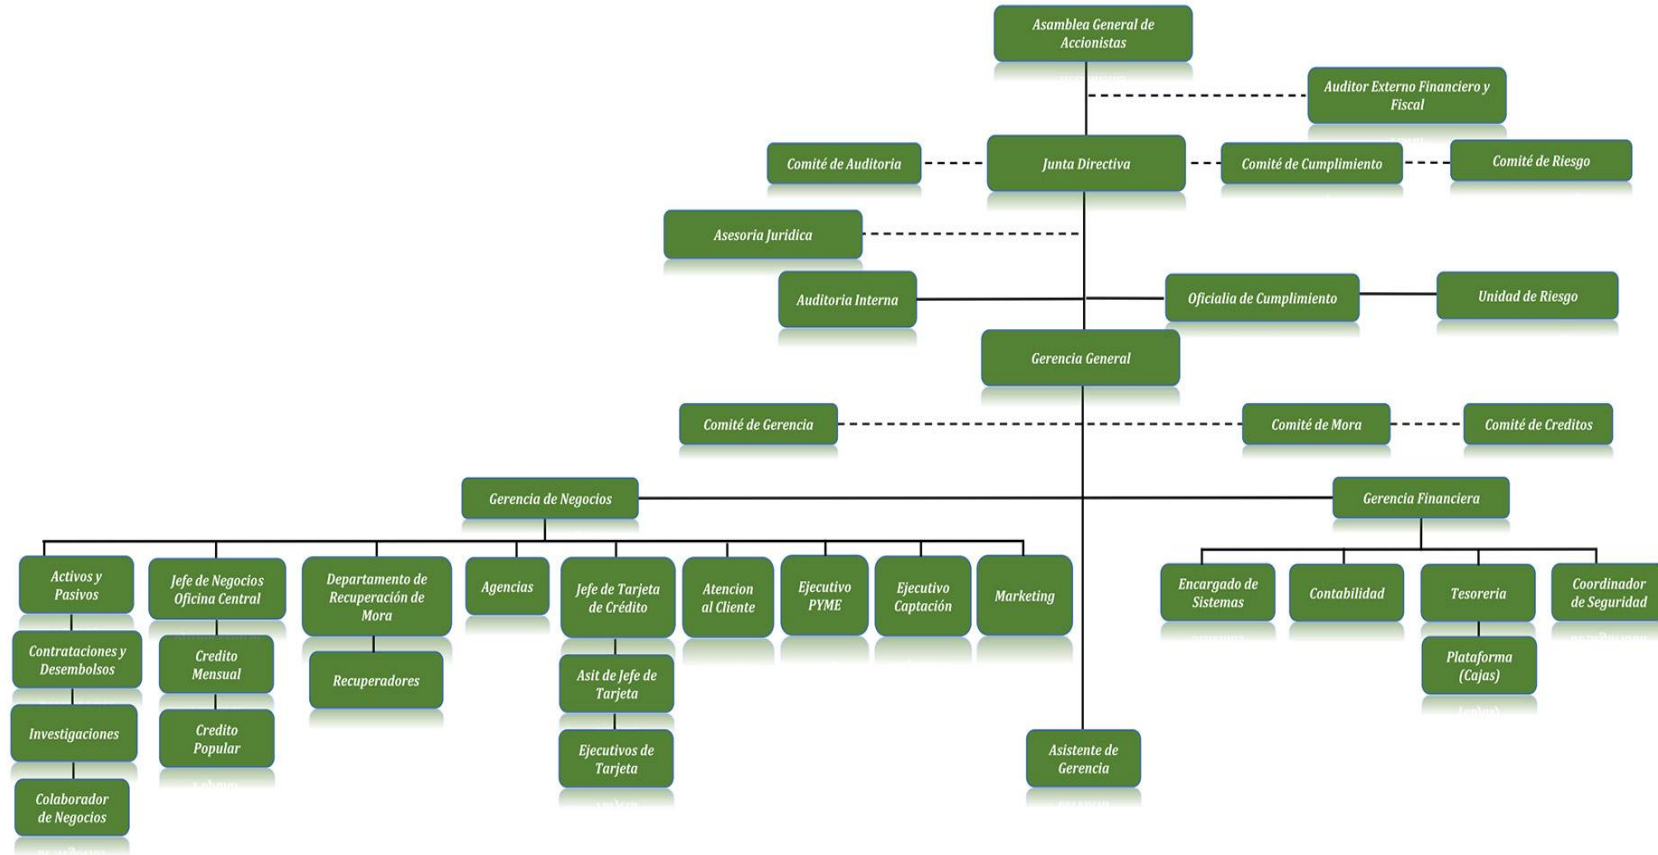 Asamblea General de
Accionistas
Auditor Externo Financiero y
Fiscal
Comité de Auditoria
Junta Directiva
Comité de Cumplimiento
Comité de Riesgo
Asesoria Juridica
Auditoria Interna
Oficialia de Cumplimiento
Unidad de Riesgo
Gerencia General
Comité de Gerencia
Comité de Mora
Comité de Creditos
Gerencia de Negocios
Gerencia Financiera
Activos y
Pasivos
Jefe de Negocios
Oficina Central
Departamento de
Recuperación de
Mora
Agencias
Jefe de Tarjeta
de Crédito
Atencion
al Cliente
Ejecutivo
PYME
Ejecutivo
Captación
Marketing
Encargado de
Sistemas
Contabilidad
Tesoreria
Coordinador
de Seguridad
Contrataciones y
Desembolsos
Credito
Mensual
Recuperadores
Asit de Jefe de
Tarjeta
Plataforma
(Cajas)
Investigaciones
Credito
Popular
Ejecutivos de
Tarjeta
Asistente de
Gerencia
Colaborador
de Negocios